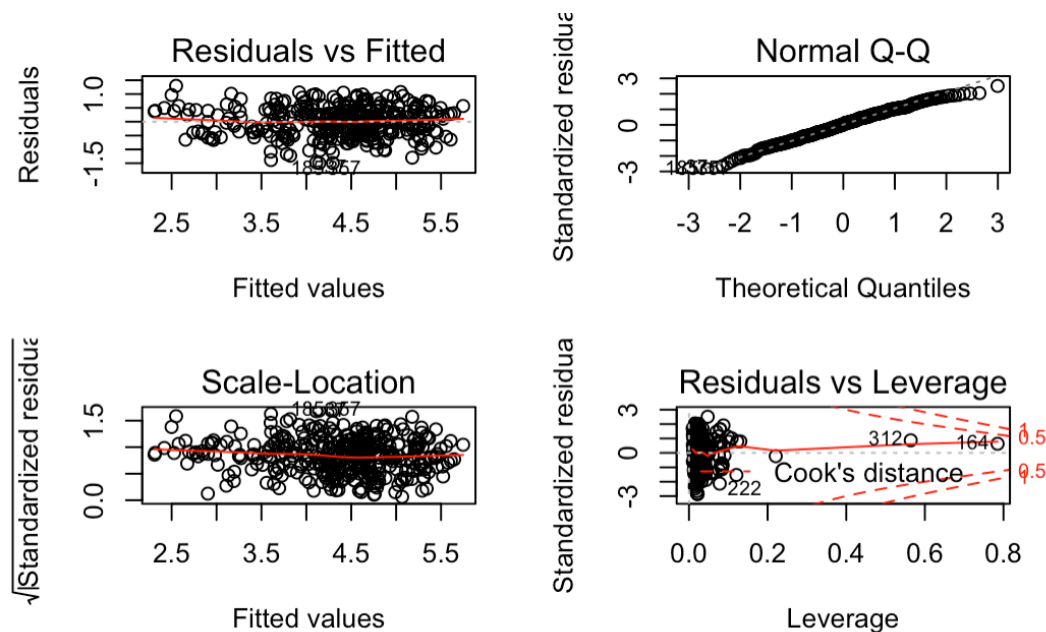 Residuals vs Fitted
Residuals
1.0
-1.5
2.5 3.5 4.5 5.5
Fitted values
Normal Q-Q
Standardized residua
3
0
-3
-3 -2 -1 0 1 2 3
Theoretical Quantiles
Scale-Location
√|Standardized residua
1.5
0.0
2.5 3.5 4.5 5.5
Fitted values
Residuals vs Leverage
Standardized residua
3
0
-3
312
164
222
Cook's distance
1
0.5
0.5
1
0.0 0.2 0.4 0.6 0.8
Leverage